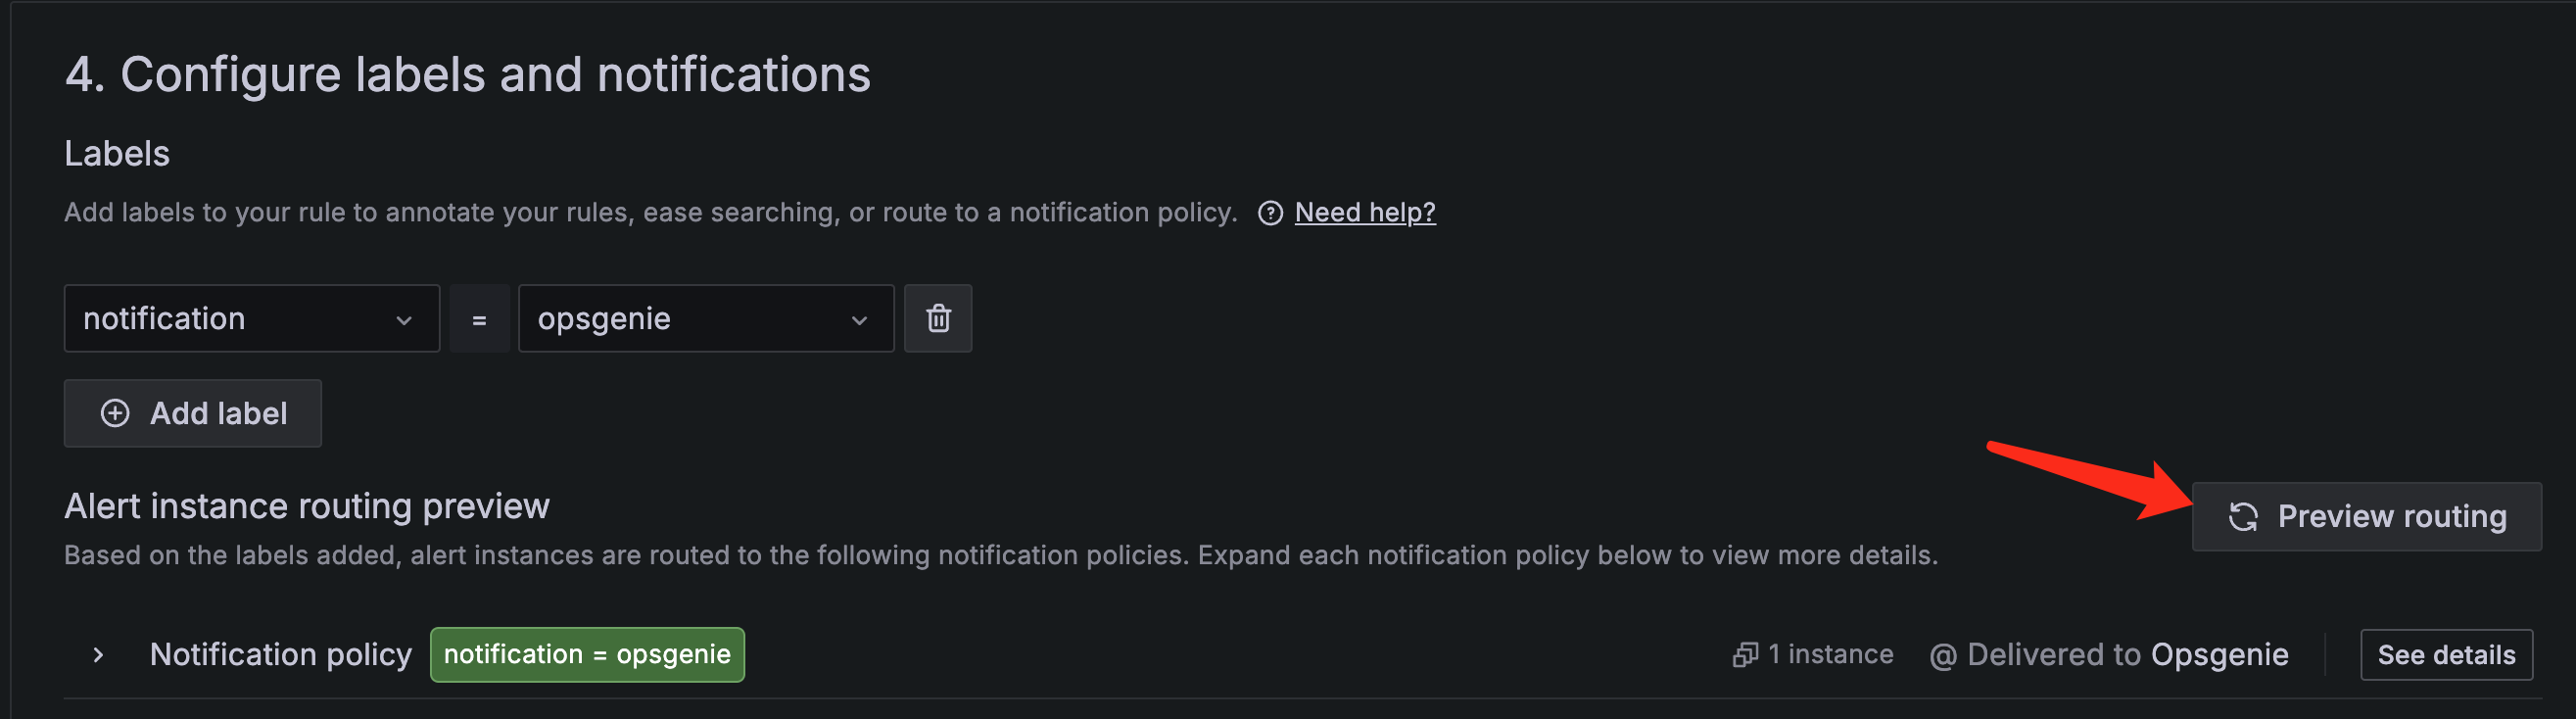 4. Configure labels and notifications
Labels
Add labels to your rule to annotate your rules, ease searching, or route to a notification policy. Need help?
notification = opsgenie
Add label
Alert instance routing preview
Preview routing
Based on the labels added, alert instances are routed to the following notification policies. Expand each notification policy below to view more details.
Notification policy notification = opsgenie 1 instance @ Delivered to Opsgenie See details